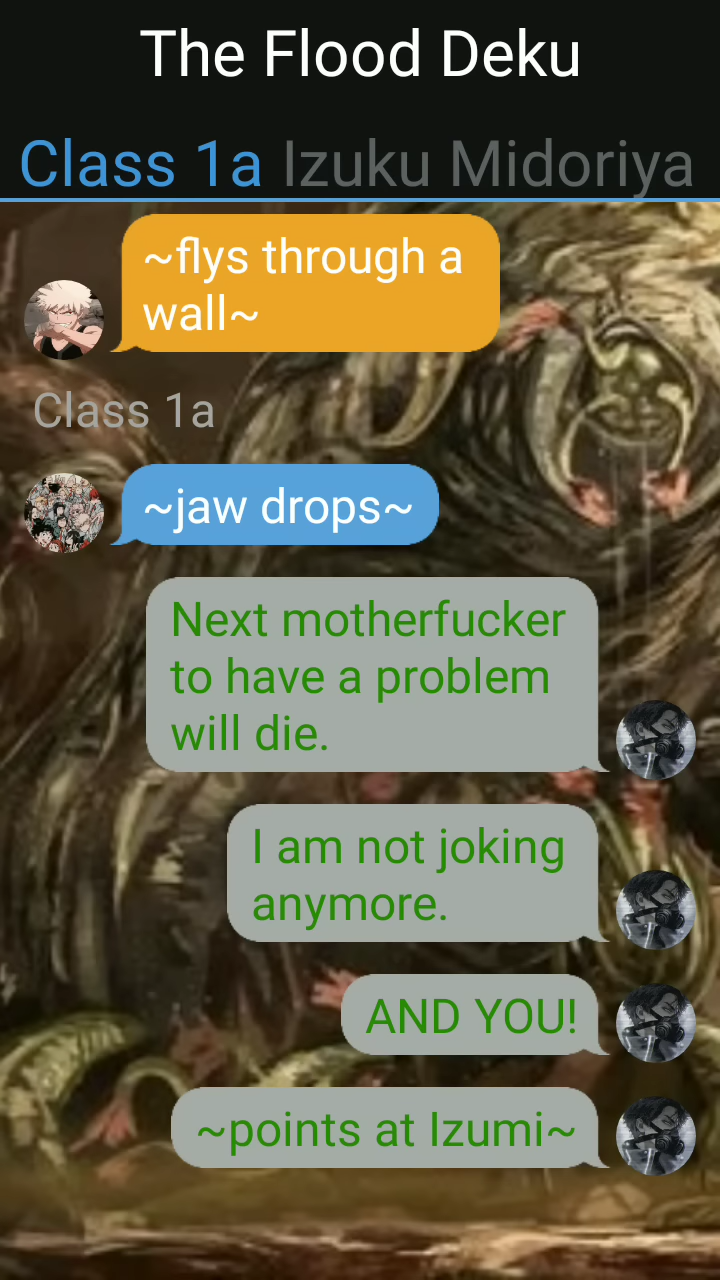 The Flood Deku
Class 1a Izuku Midoriya
~flys through a
wall~
Class 1a
~jaw drops~
Next motherfucker
to have a problem
will die.
I am not joking
anymore.
AND YOU!
~points at Izumi~